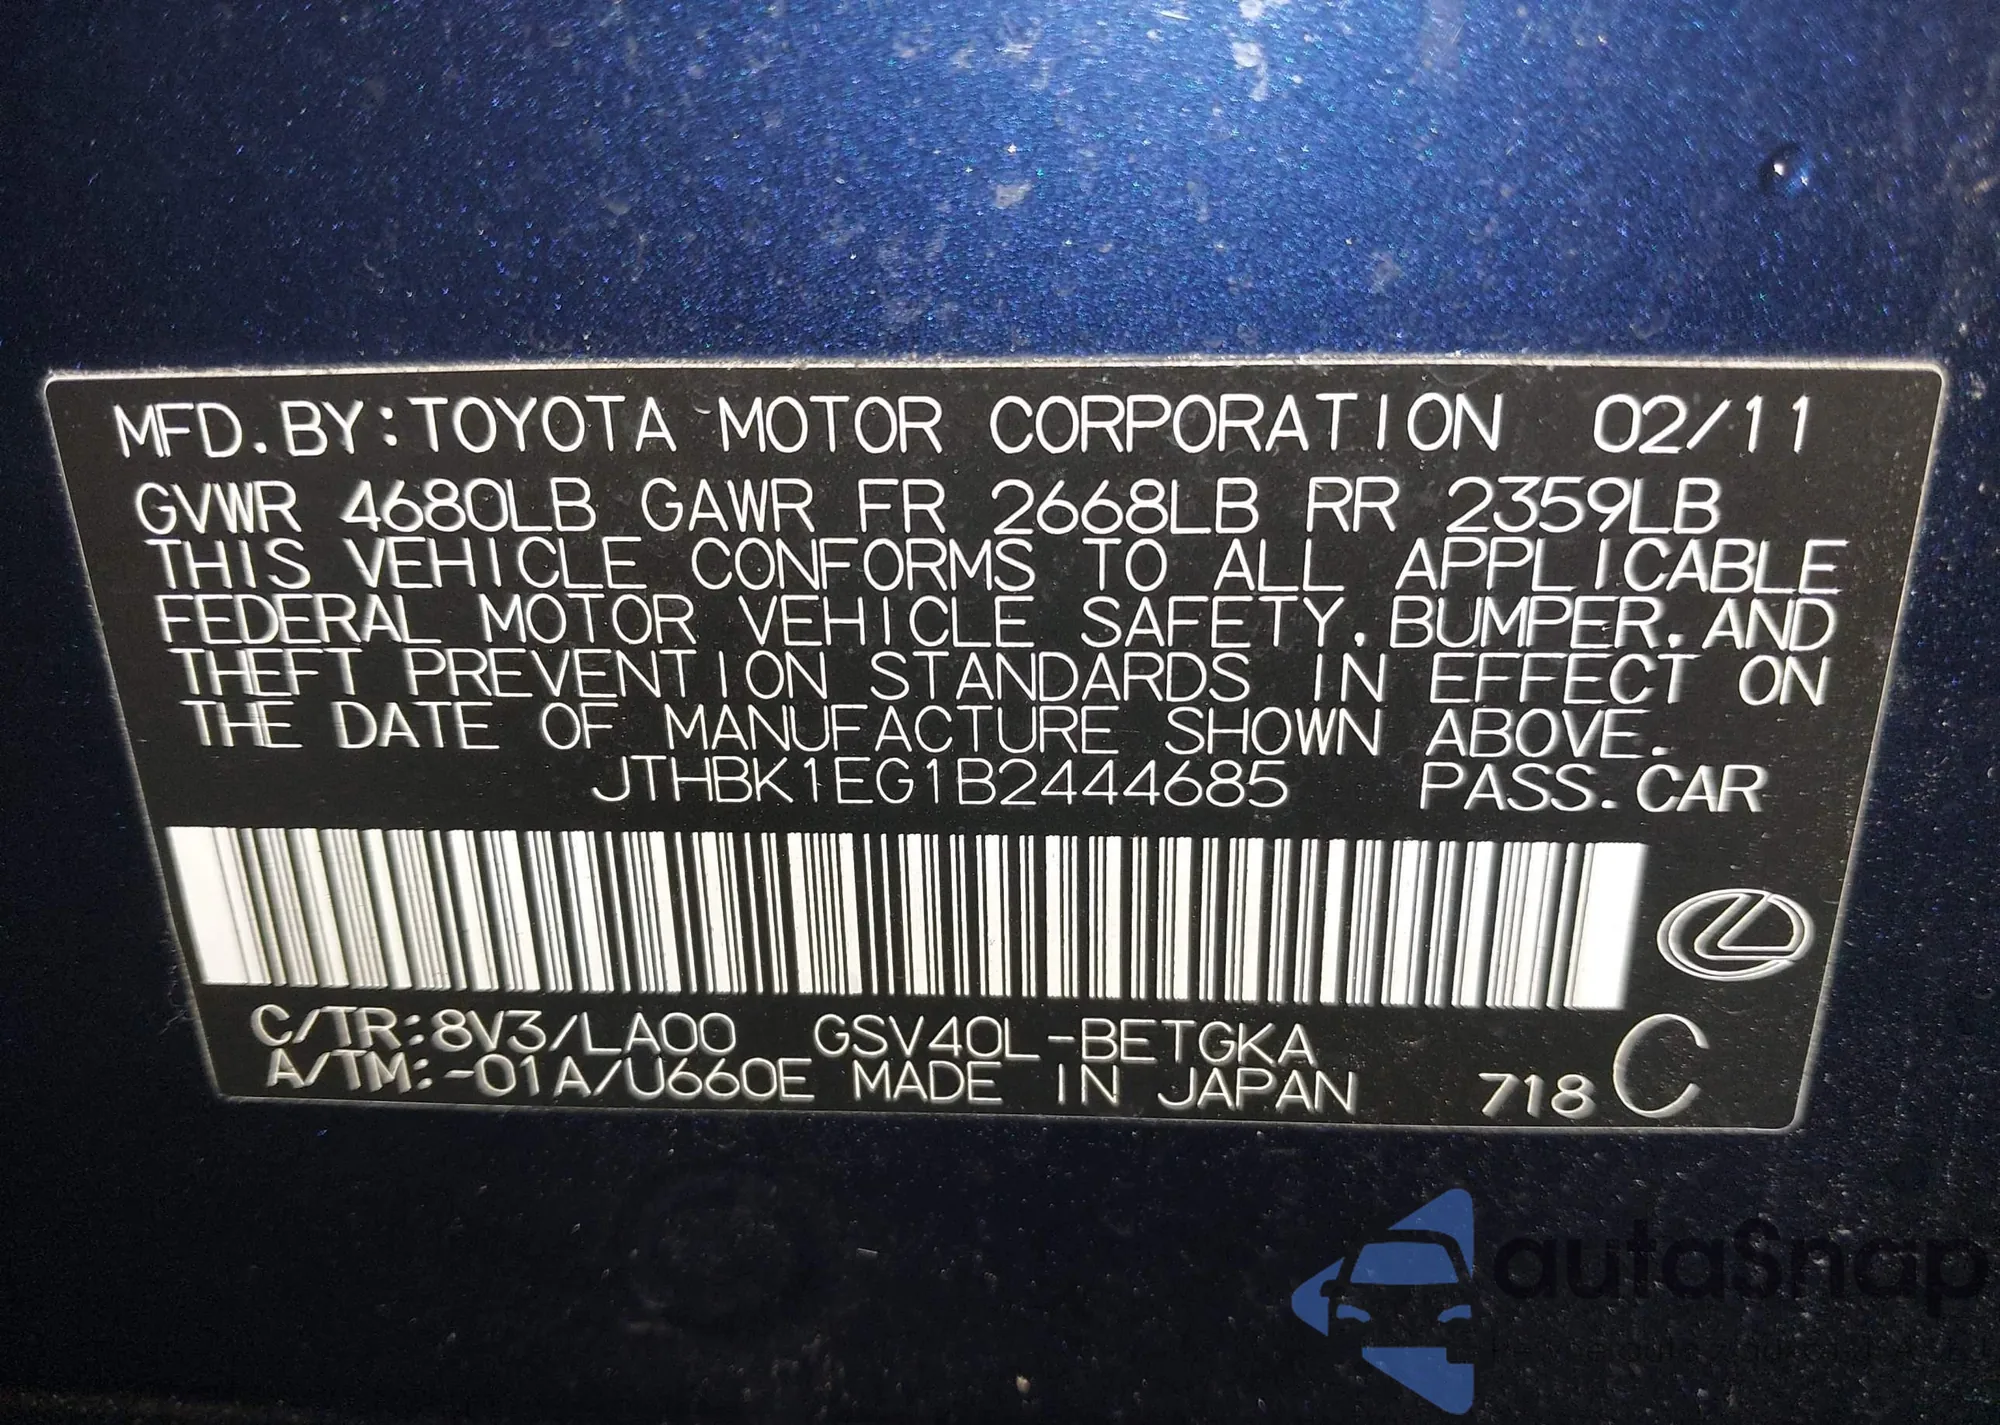 MFD.BY:TOYOTA MOTOR CORPORATION 02/11
GVWR 4680LB GAWR FR 2668LB RR 2359LB
THIS VEHICLE CONFORMS TO ALL APPLICABLE
FEDERAL MOTOR VEHICLE SAFETY.BUMPER.AND
THEFT PREVENTION STANDARDS IN EFFECT ON
THE DATE OF MANUFACTURE SHOWN ABOVE.
JTHBK1EG1B2444685 PASS.CAR
C/TR:8V3/LA00 GSV40L-BETGKA
A/TM:-01A/U660E MADE IN JAPAN 718 C
autaSnap